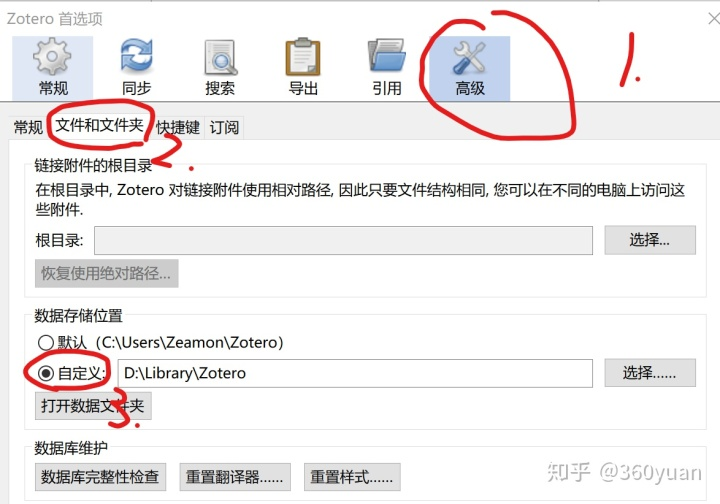 Zotero 首选项
常规 同步 搜索 导出 引用 高级
1.
常规 文件和文件夹 快捷键 订阅
2.
链接附件的根目录
在根目录中, Zotero 对链接附件使用相对路径, 因此只要文件结构相同, 您可以在不同的电脑上访问这
些附件.
根目录: 选择...
恢复使用绝对路径...
数据存储位置
默认（C:\Users\Zeamon\Zotero）
自定义: D:\Library\Zotero 选择......
打开数据文件夹
3.
数据库维护
数据库完整性检查 重置翻译器...... 重置样式......
知乎 @360yuan